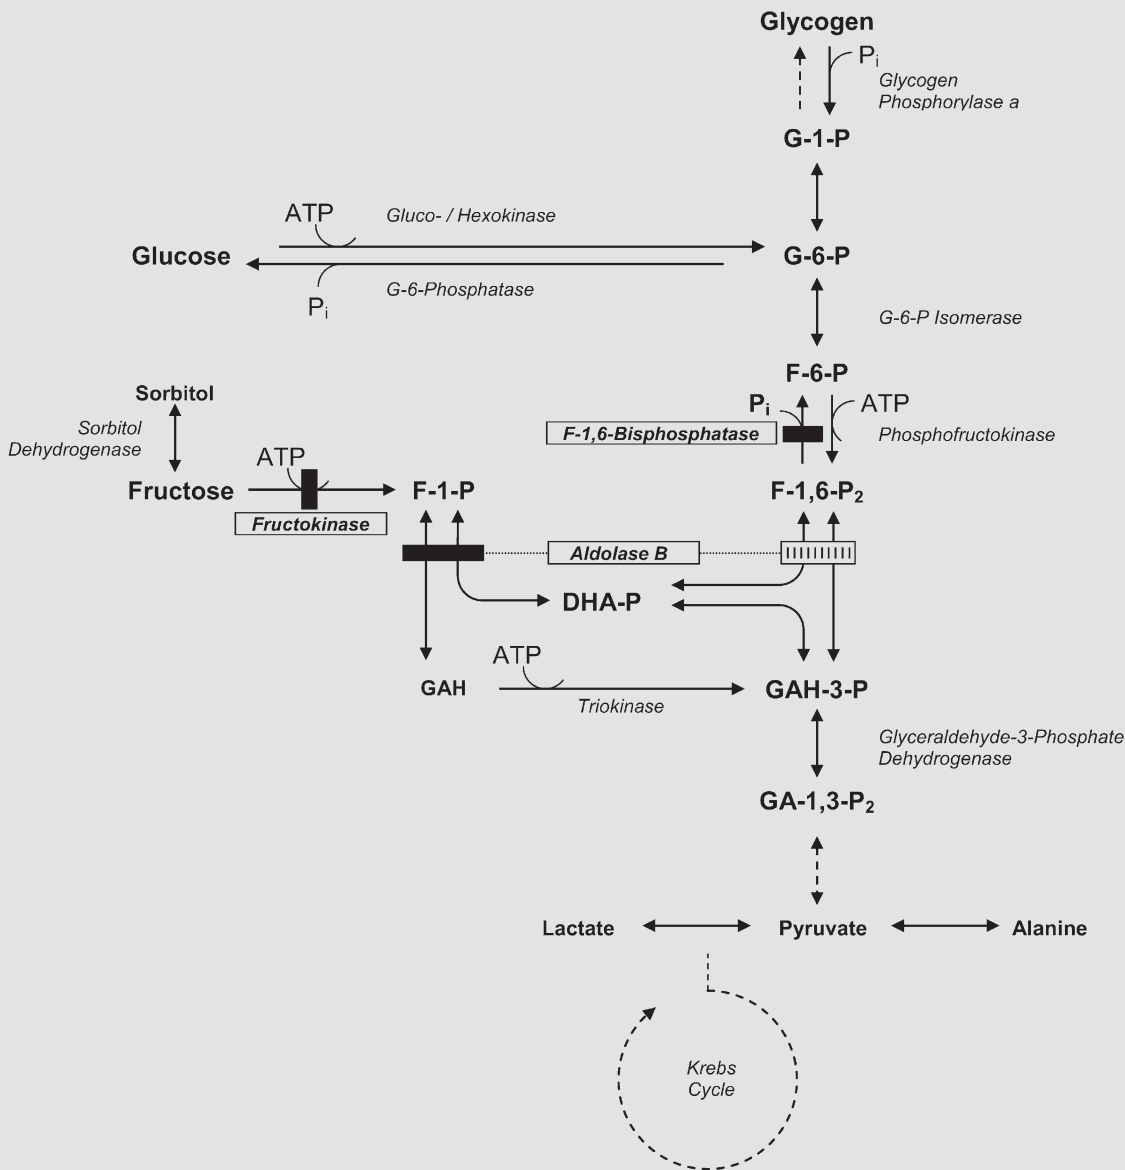 Glycogen
Pi
Glycogen
Phosphorylase a
G-1-P
ATP
Gluco- / Hexokinase
Glucose
G-6-P
G-6-Phosphatase
Pi
G-6-P Isomerase
F-6-P
Sorbitol
Pi
ATP
Sorbitol
Dehydrogenase
F-1,6-Bisphosphatase
Phosphofructokinase
ATP
Fructose
F-1-P
F-1,6-P2
Fructokinase
Aldolase B
DHA-P
ATP
GAH
GAH-3-P
Triokinase
Glyceraldehyde-3-Phosphate
Dehydrogenase
GA-1,3-P2
Lactate
Pyruvate
Alanine
Krebs
Cycle